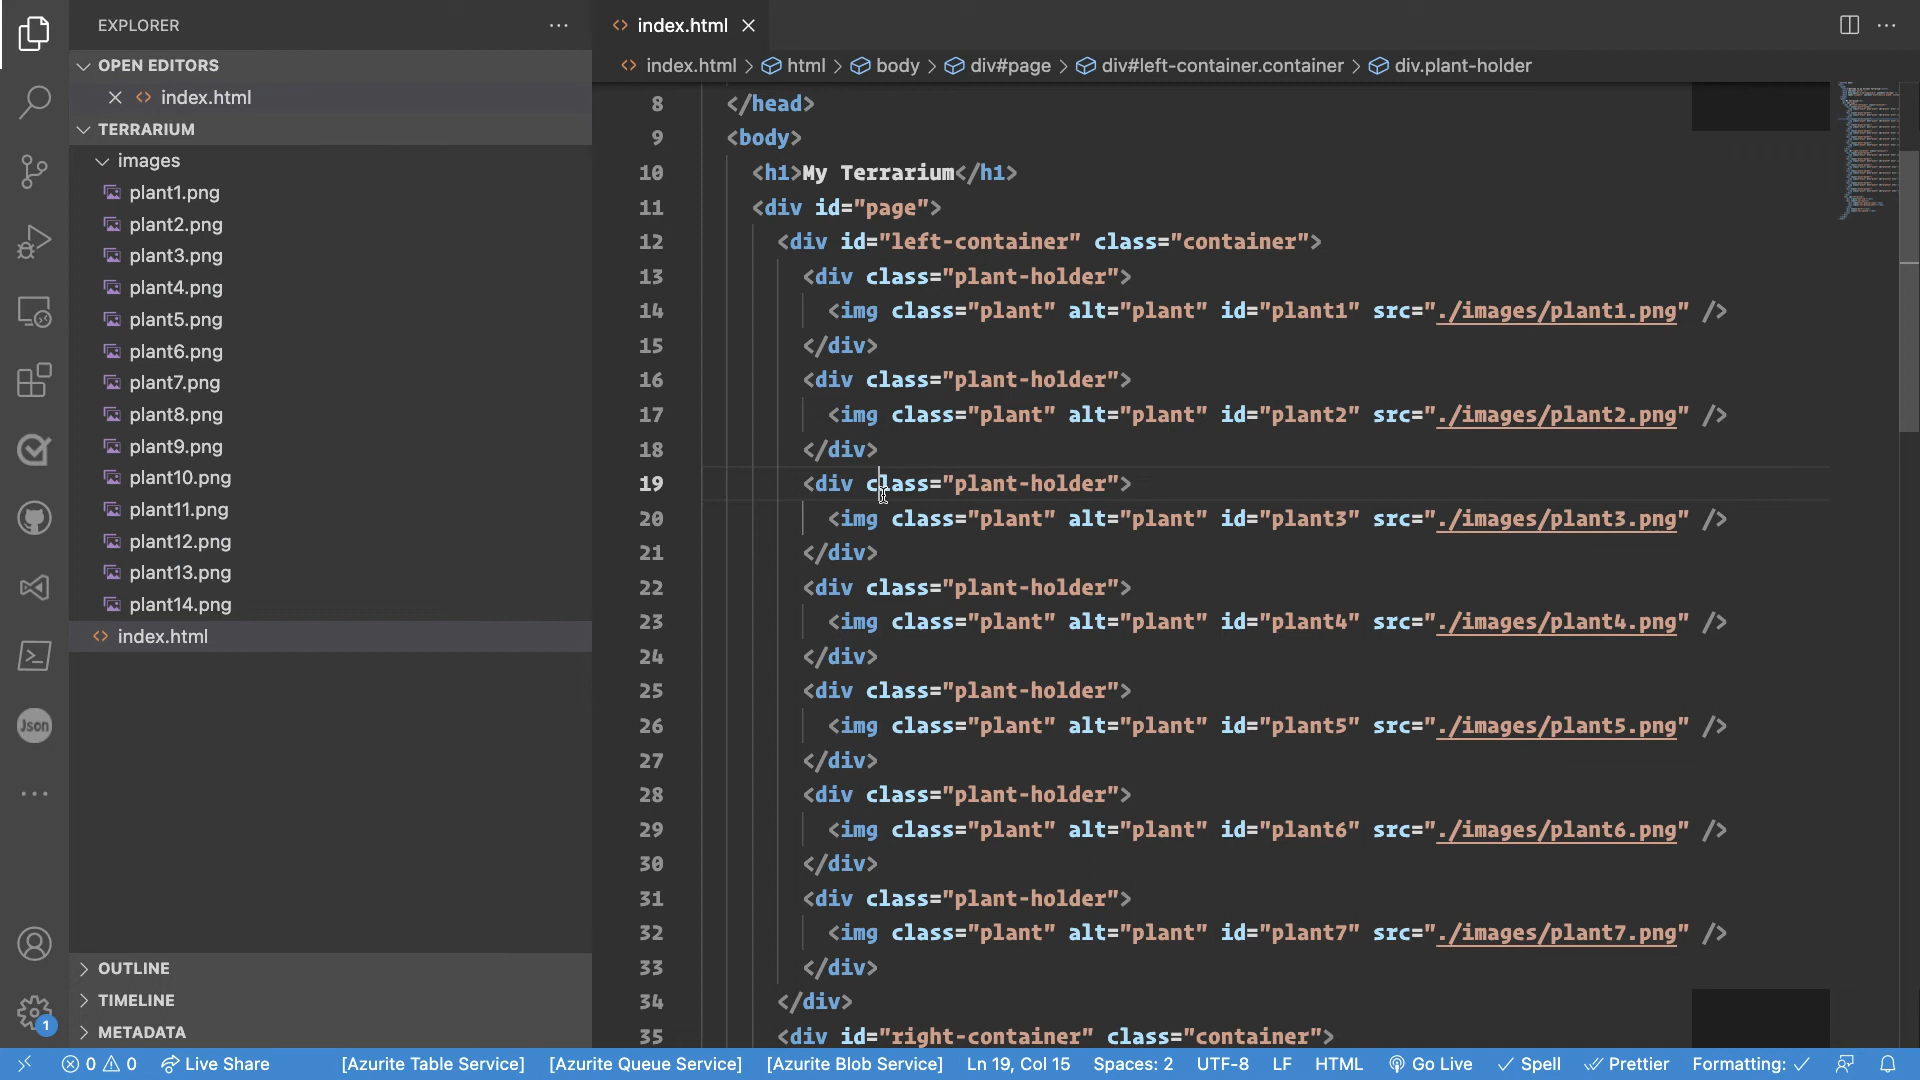 EXPLORER
OPEN EDITORS
index.html
TERRARIUM
images
plant1.png
plant2.png
plant3.png
plant4.png
plant5.png
plant6.png
plant7.png
plant8.png
plant9.png
plant10.png
plant11.png
plant12.png
plant13.png
plant14.png
index.html
OUTLINE
TIMELINE
METADATA
Json
1
index.html
index.html > html > body > div#page > div#left-container.container > div.plant-holder
8 </head>
9 <body>
10 <h1>My Terrarium</h1>
11 <div id="page">
12 <div id="left-container" class="container">
13 <div class="plant-holder">
14 <img class="plant" alt="plant" id="plant1" src="./images/plant1.png" />
15 </div>
16 <div class="plant-holder">
17 <img class="plant" alt="plant" id="plant2" src="./images/plant2.png" />
18 </div>
19 <div class="plant-holder">
20 <img class="plant" alt="plant" id="plant3" src="./images/plant3.png" />
21 </div>
22 <div class="plant-holder">
23 <img class="plant" alt="plant" id="plant4" src="./images/plant4.png" />
24 </div>
25 <div class="plant-holder">
26 <img class="plant" alt="plant" id="plant5" src="./images/plant5.png" />
27 </div>
28 <div class="plant-holder">
29 <img class="plant" alt="plant" id="plant6" src="./images/plant6.png" />
30 </div>
31 <div class="plant-holder">
32 <img class="plant" alt="plant" id="plant7" src="./images/plant7.png" />
33 </div>
34 </div>
35 <div id="right-container" class="container">
0 0 Live Share [Azurite Table Service] [Azurite Queue Service] [Azurite Blob Service] Ln 19, Col 15 Spaces: 2 UTF-8 LF HTML Go Live Spell Prettier Formatting: